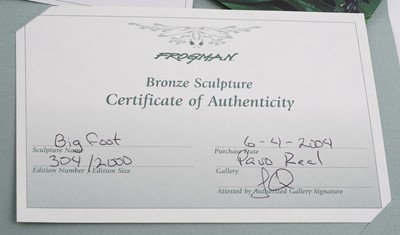 FROGMAN
Bronze Sculpture
Certificate of Authenticity
Big Foot 6-4-2004
Sculpture Name Purchase Date
304/2000 Pavo Real
Edition Number Edition Size Gallery
Attested by Authorized Gallery Signature